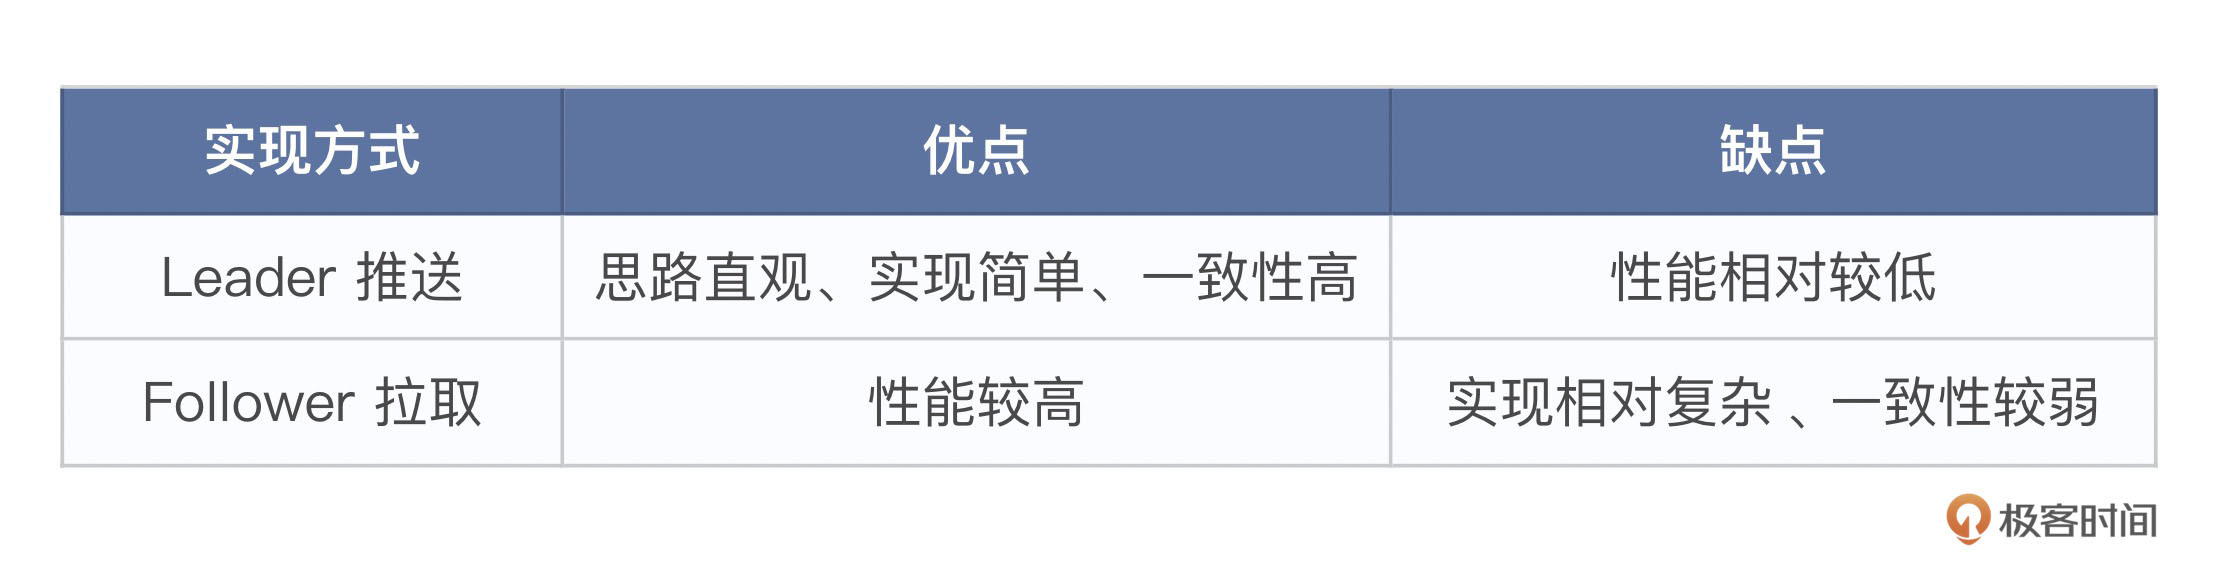 实现方式 优点 缺点
Leader 推送 思路直观、实现简单、一致性高 性能相对较低
Follower 拉取 性能较高 实现相对复杂、一致性较弱
极客时间